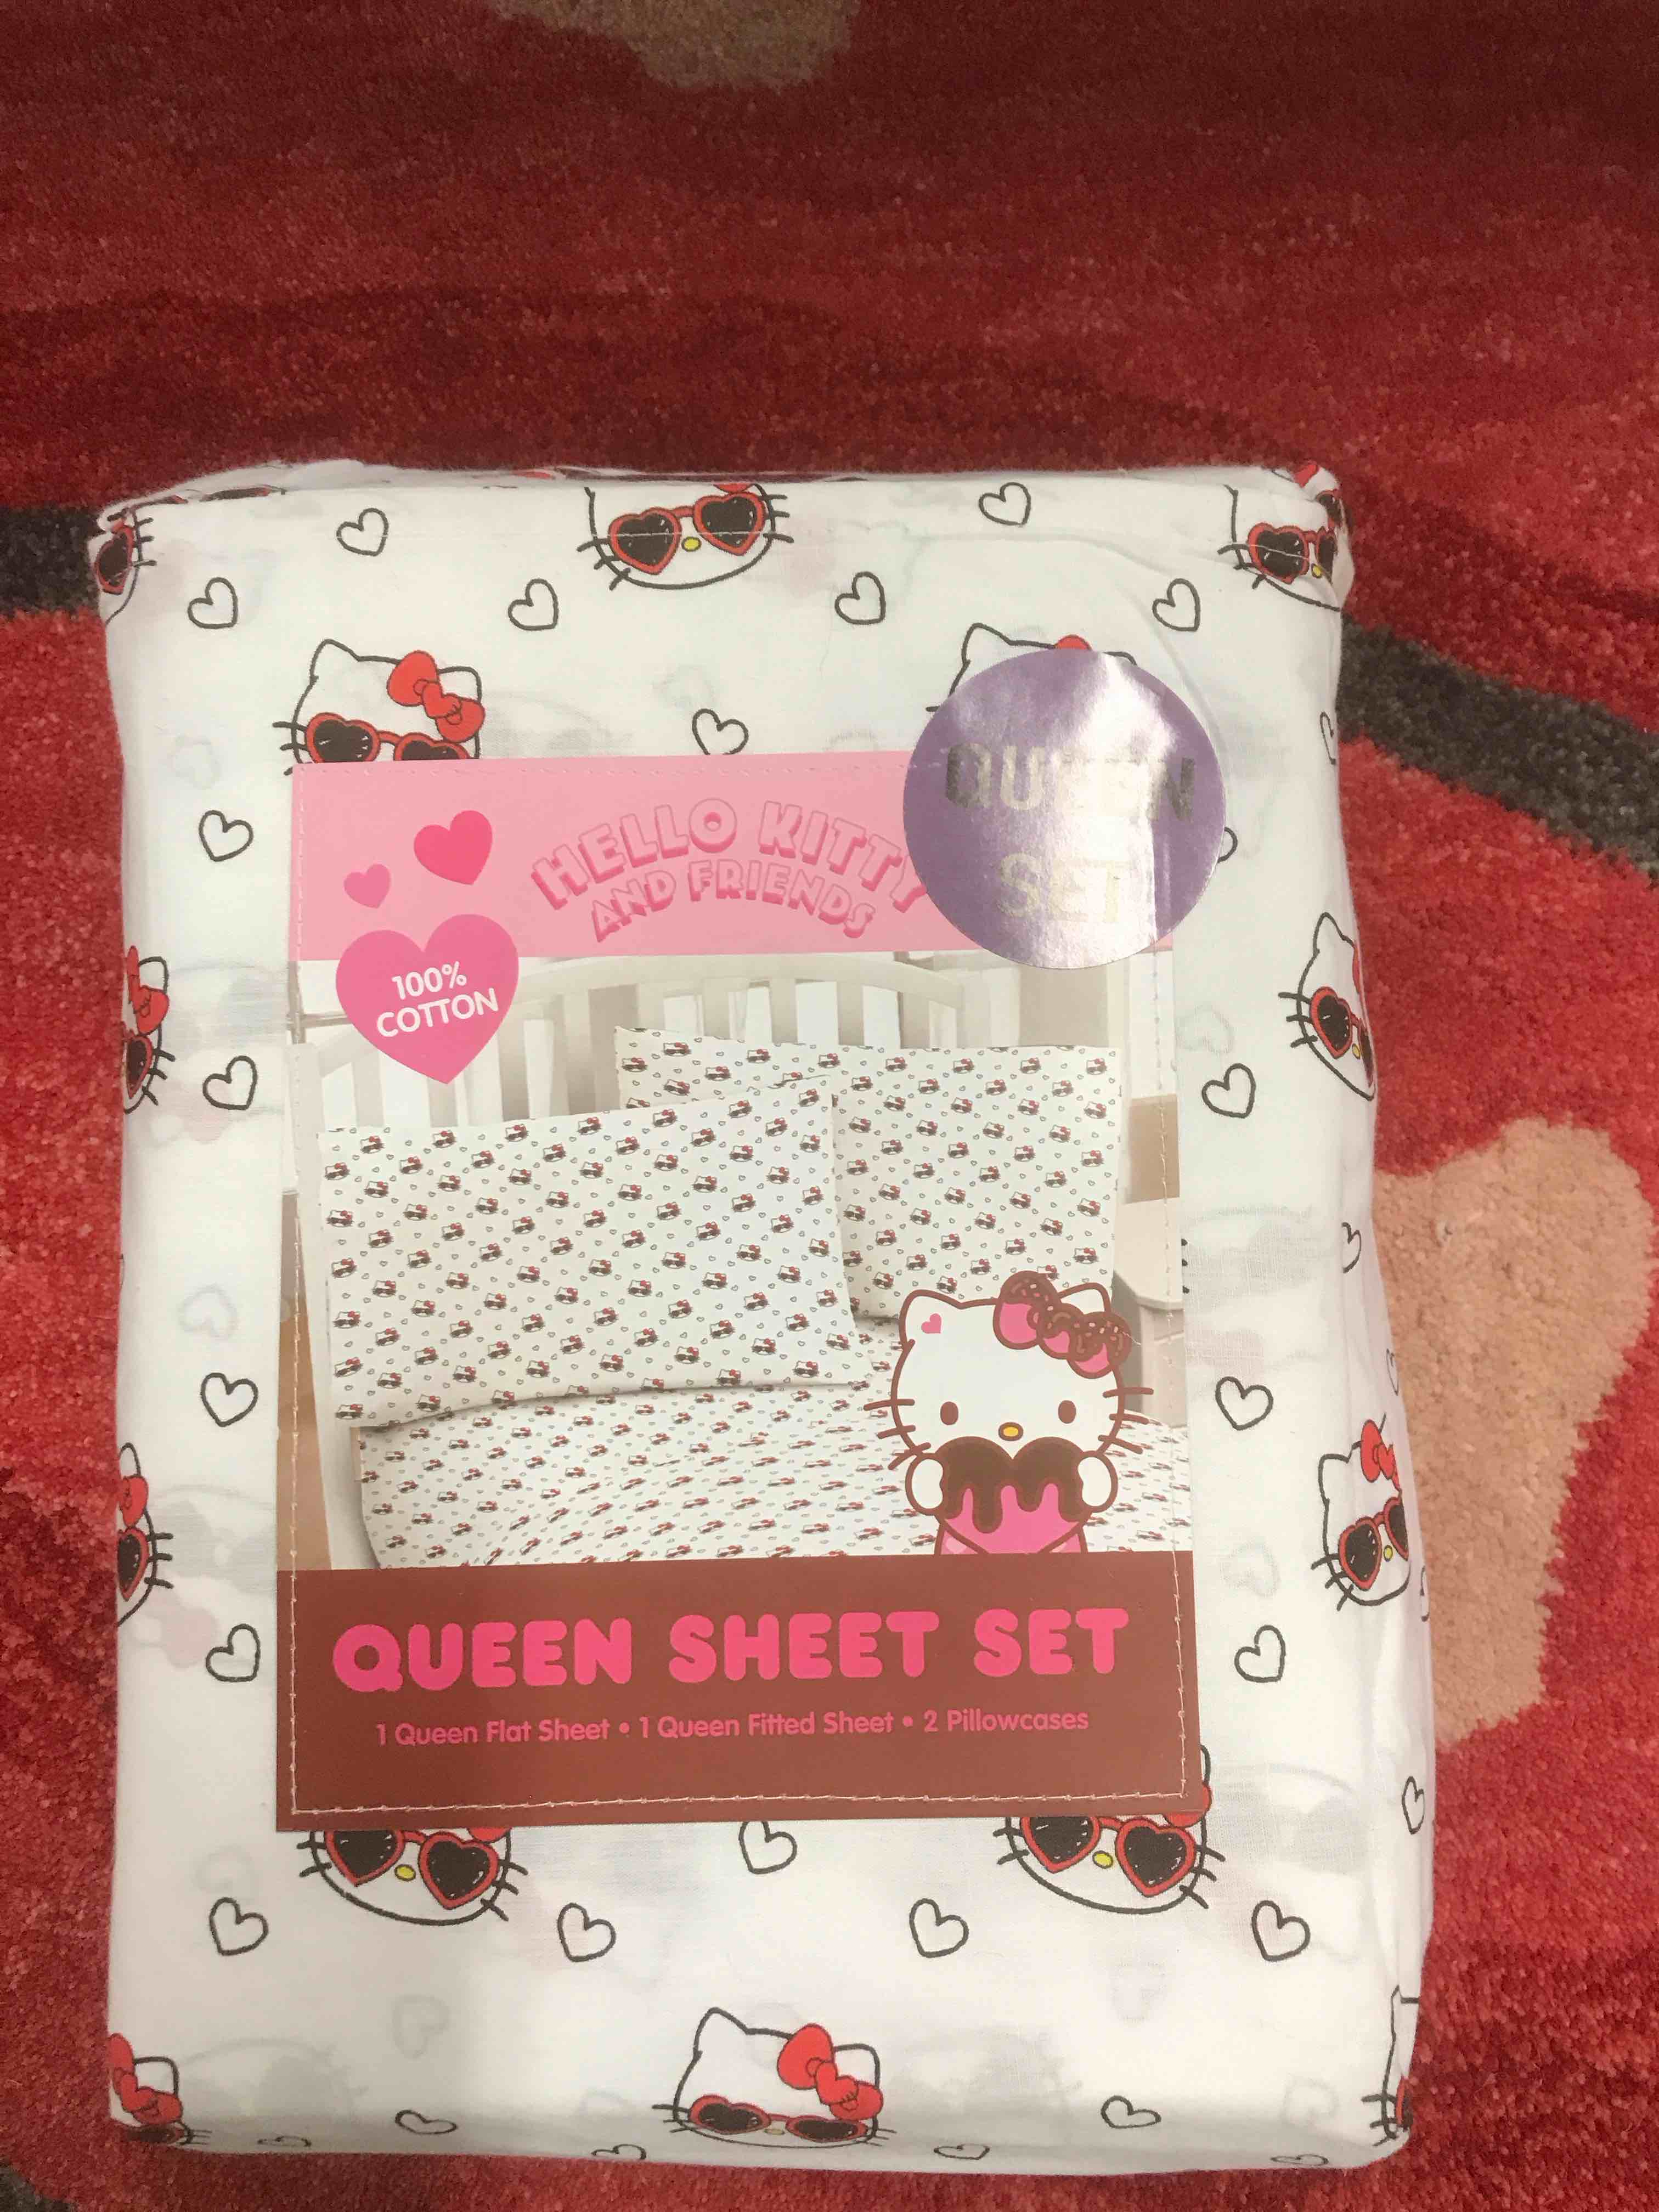 QUEEN
SET
HELLO KITTY
AND FRIENDS
100%
COTTON
QUEEN SHEET SET
1 Queen Flat Sheet • 1 Queen Fitted Sheet • 2 Pillowcases